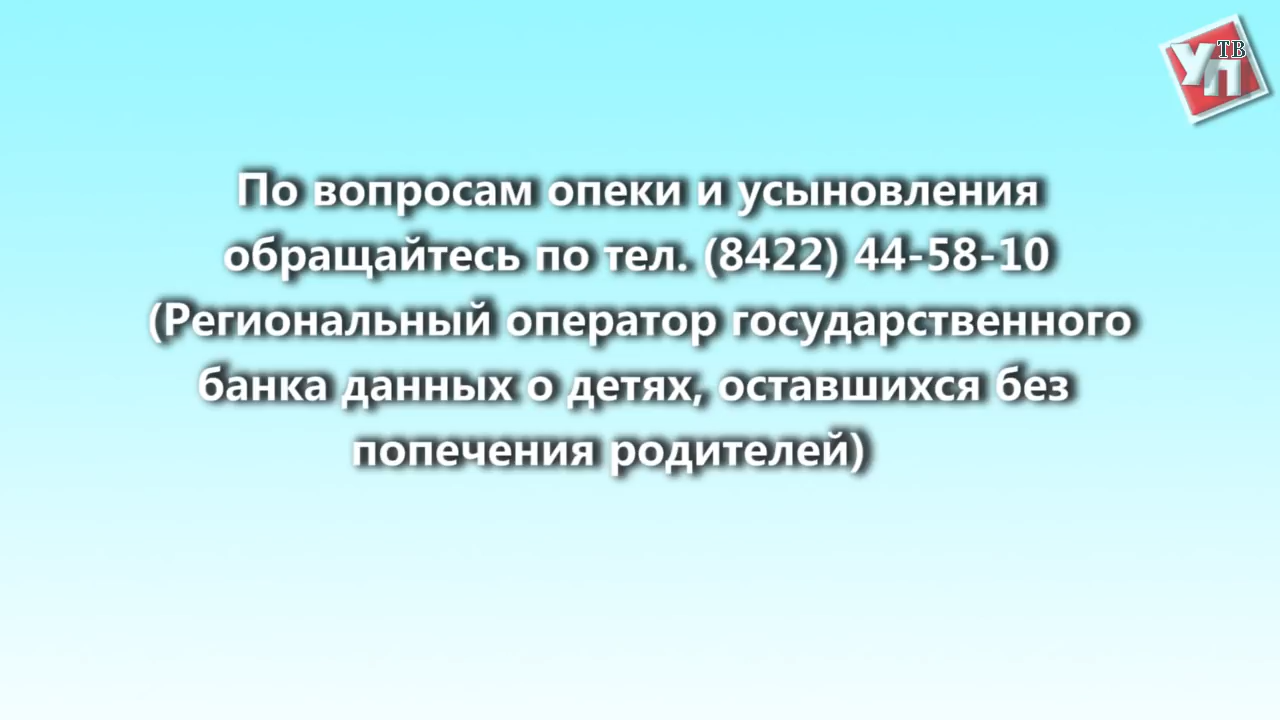 УП ТВ
По вопросам опеки и усыновления
обращайтесь по тел. (8422) 44-58-10
(Региональный оператор государственного
банка данных о детях, оставшихся без
попечения родителей)